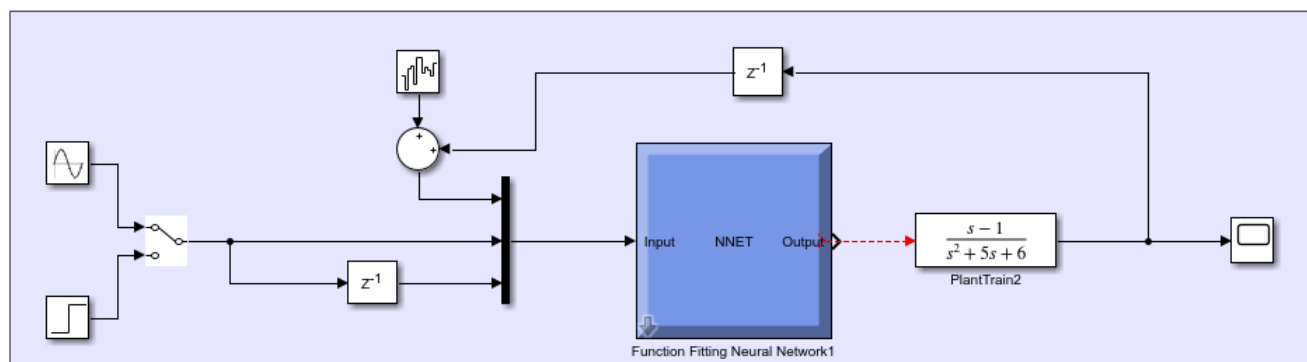 Z⁻¹
+
+
Input NNET Output
s − 1
s² + 5s + 6
PlantTrain2
Z⁻¹
Function Fitting Neural Network1